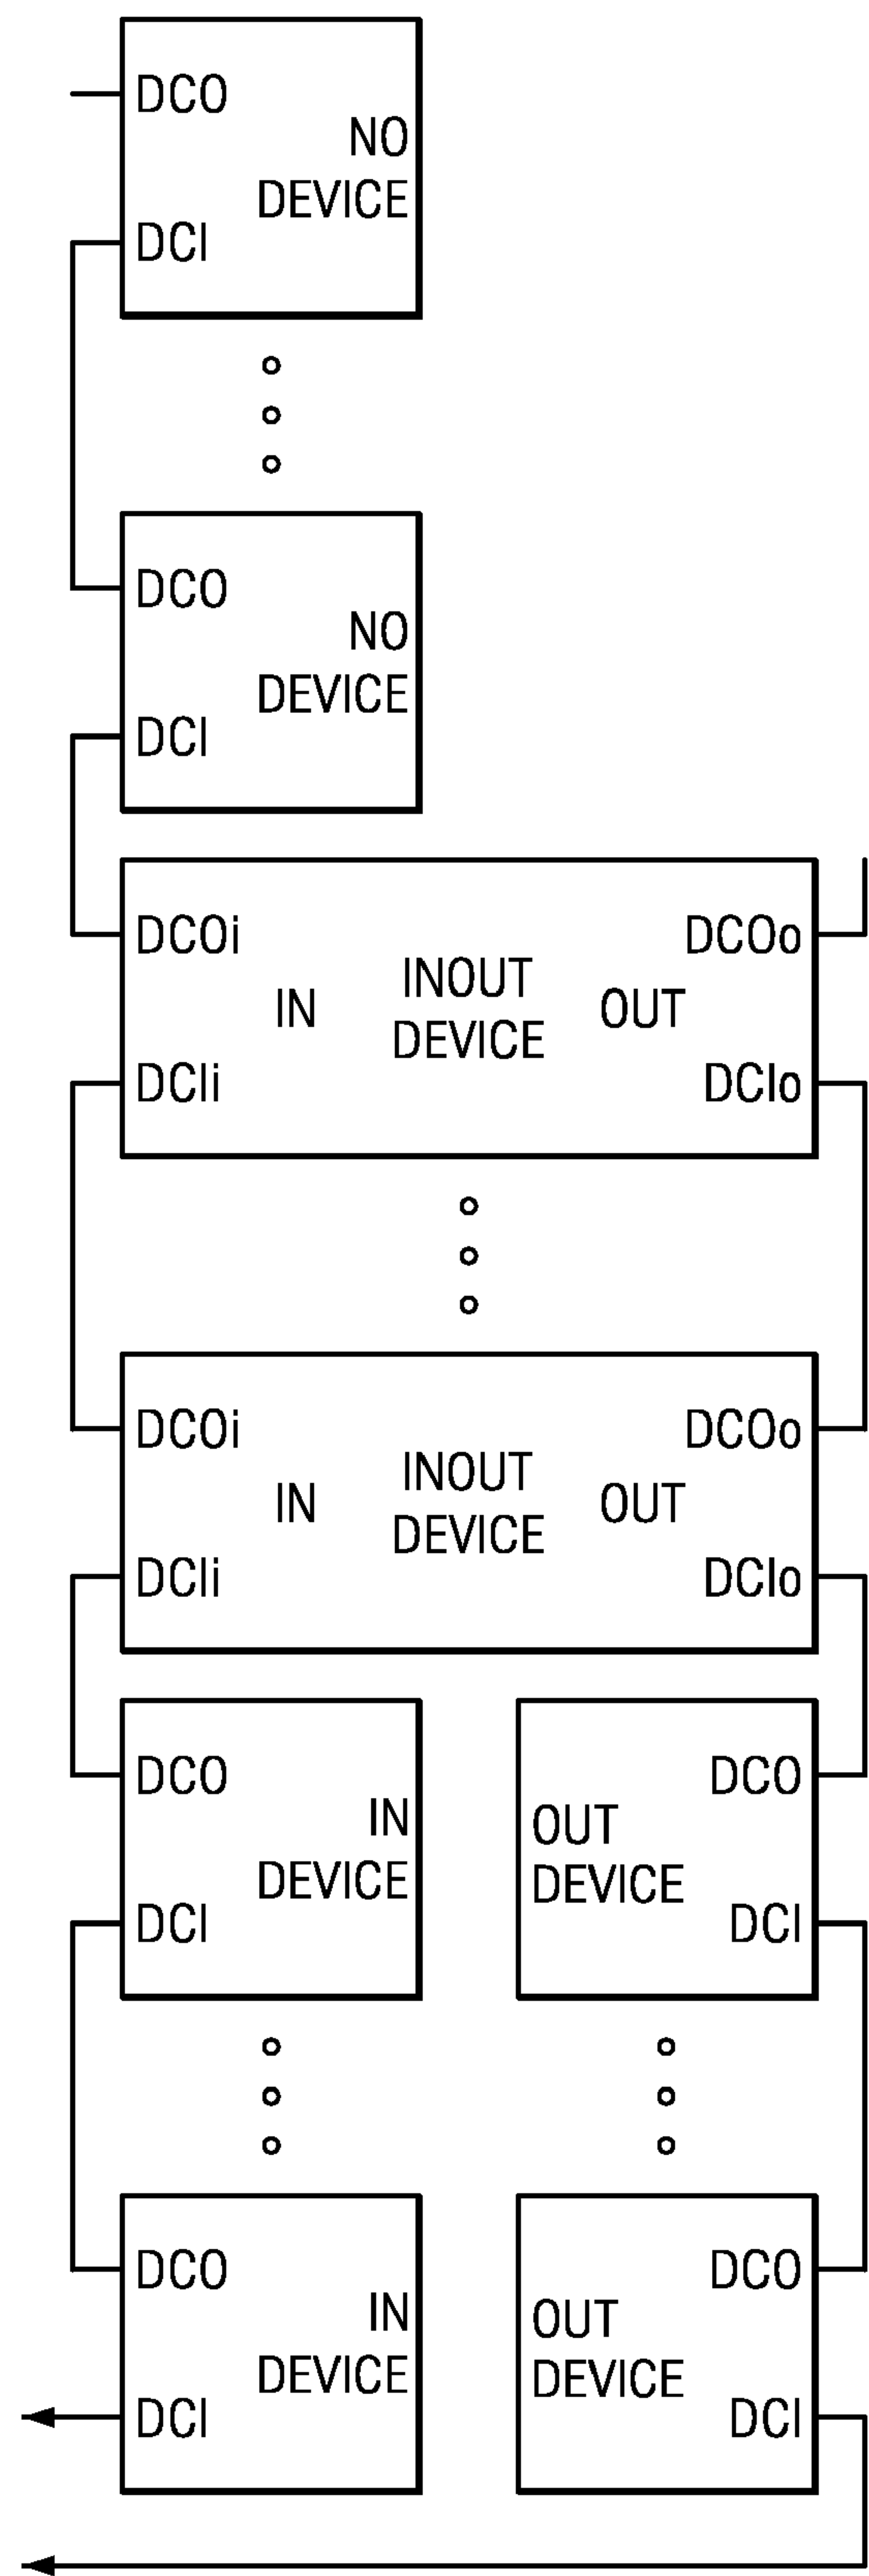 DCO
NO
DEVICE
DCI
DCO
NO
DEVICE
DCI
DCOi
DCOo
INOUT
IN
OUT
DEVICE
DCIi
DCIo
DCOi
DCOo
INOUT
IN
OUT
DEVICE
DCIi
DCIo
DCO
IN
DEVICE
DCI
DCO
OUT
DEVICE
DCI
DCO
IN
DEVICE
DCI
DCO
OUT
DEVICE
DCI